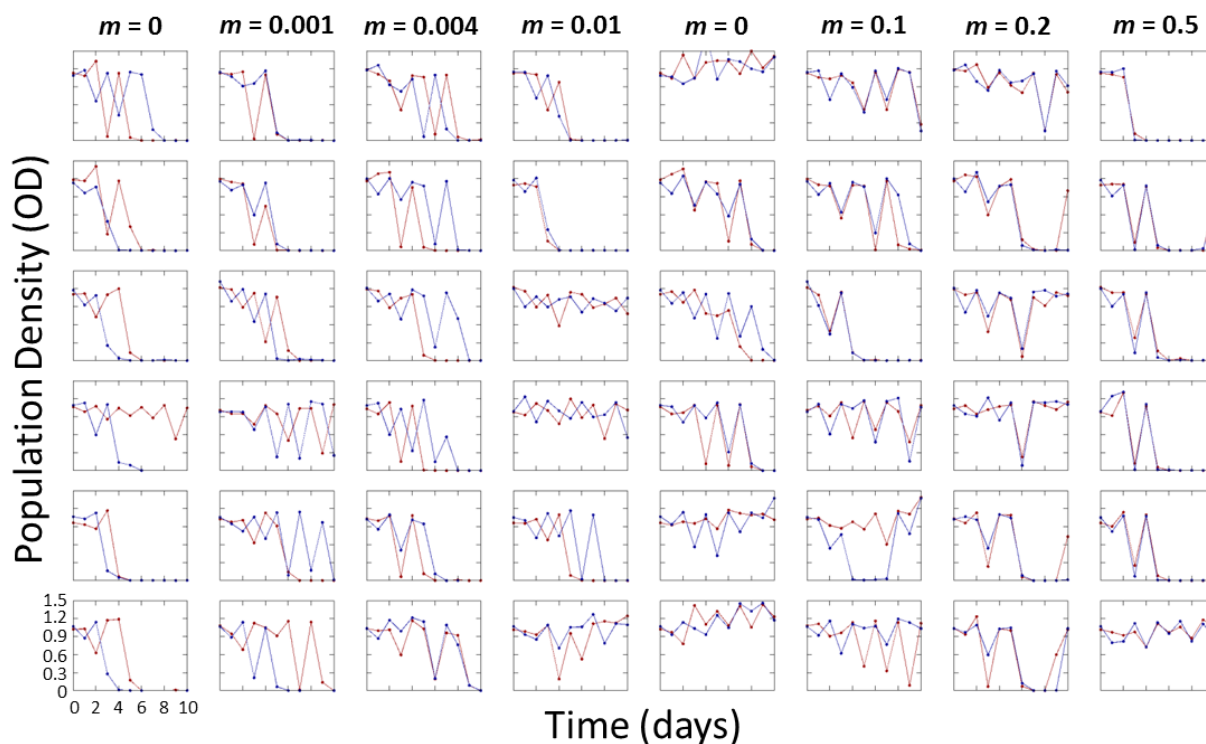 m = 0 m = 0.001 m = 0.004 m = 0.01 m = 0 m = 0.1 m = 0.2 m = 0.5
Population Density (OD)
1.5
1.2
0.9
0.6
0.3
0
0 2 4 6 8 10
Time (days)